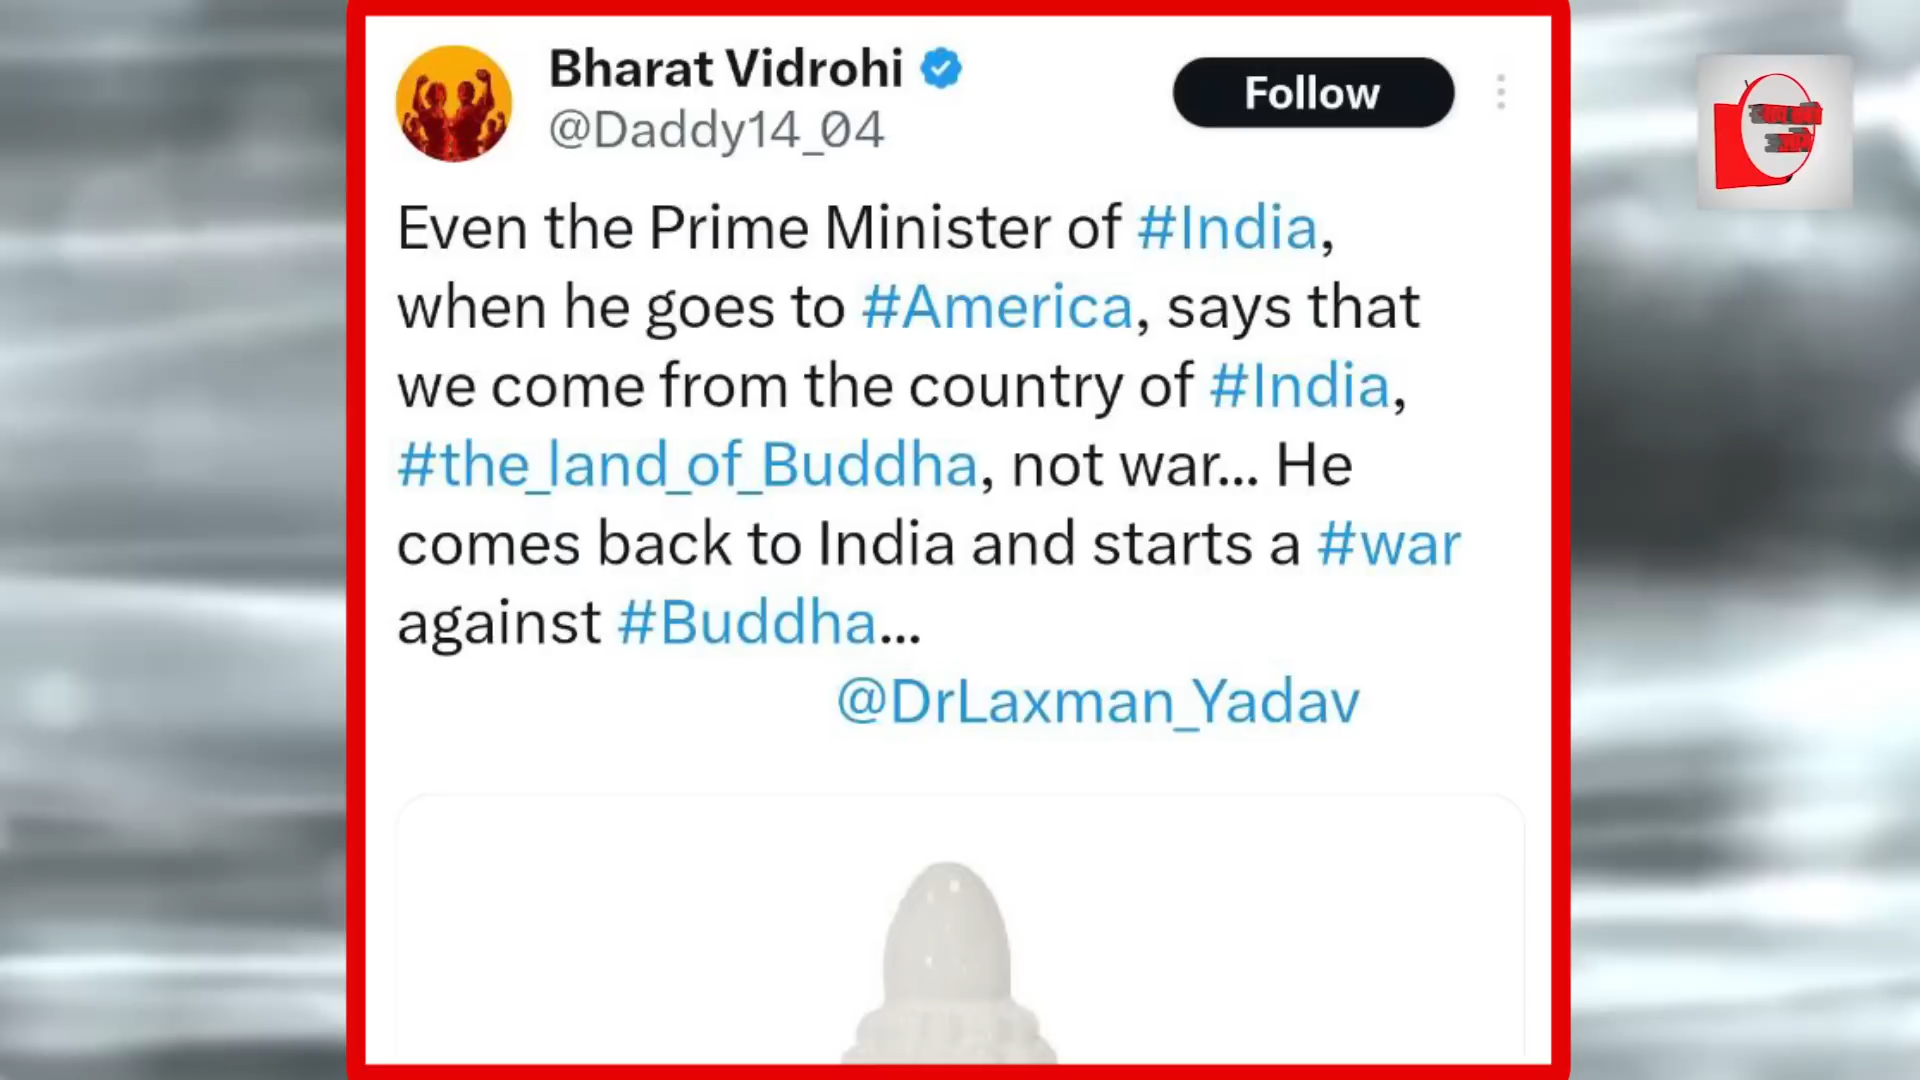 Bharat Vidrohi
@Daddy14_04
Follow
Even the Prime Minister of #India,
when he goes to #America, says that
we come from the country of #India,
#the_land_of_Buddha, not war... He
comes back to India and starts a #war
against #Buddha...
@DrLaxman_Yadav